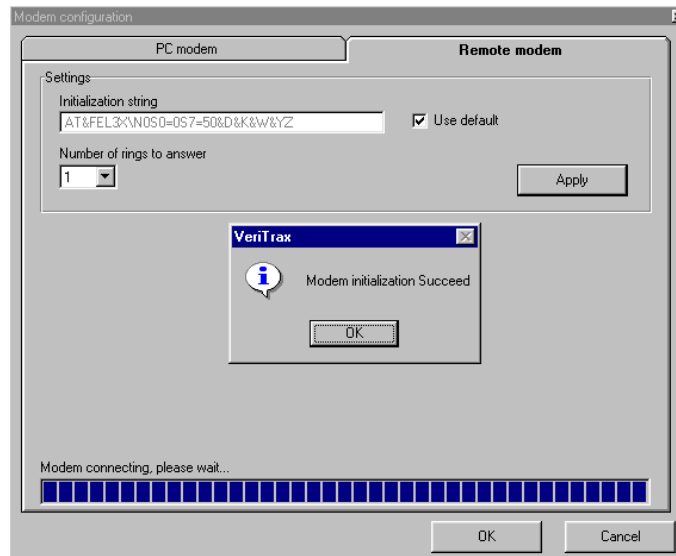 Modem configuration
PC modem
Remote modem
Settings
Initialization string
AT&FEL3X\N0S0=0S7=50&D&K&W&YZ
Use default
Number of rings to answer
1
Apply
VeriTrax
Modem initialization Succeed
OK
Modem connecting, please wait...
OK
Cancel